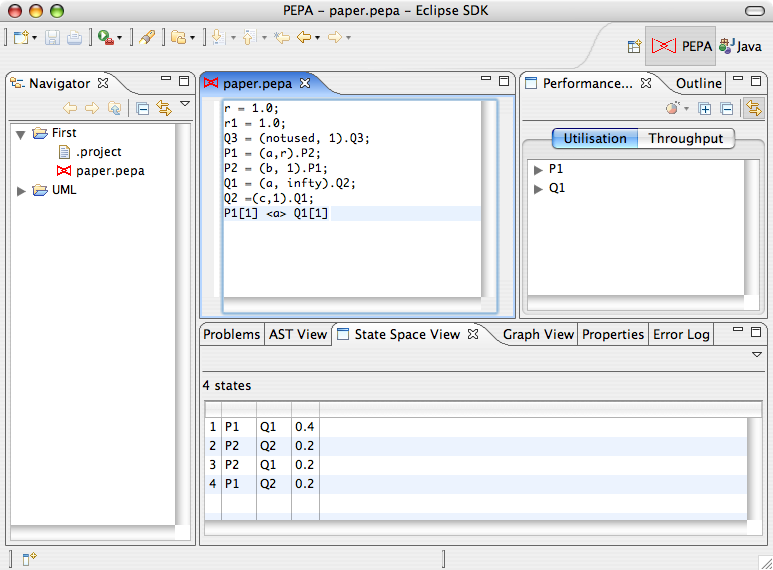 PEPA - paper.pepa - Eclipse SDK
PEPA
Java
Navigator
First
.project
paper.pepa
UML
paper.pepa
r = 1.0;
r1 = 1.0;
Q3 = (notused, 1).Q3;
P1 = (a,r).P2;
P2 = (b, 1).P1;
Q1 = (a, infty).Q2;
Q2 =(c,1).Q1;
P1[1] <a> Q1[1]
Performance...
Outline
Utilisation
Throughput
P1
Q1
Problems
AST View
State Space View
Graph View
Properties
Error Log
4 states
1 P1 Q1 0.4
2 P2 Q2 0.2
3 P2 Q1 0.2
4 P1 Q2 0.2